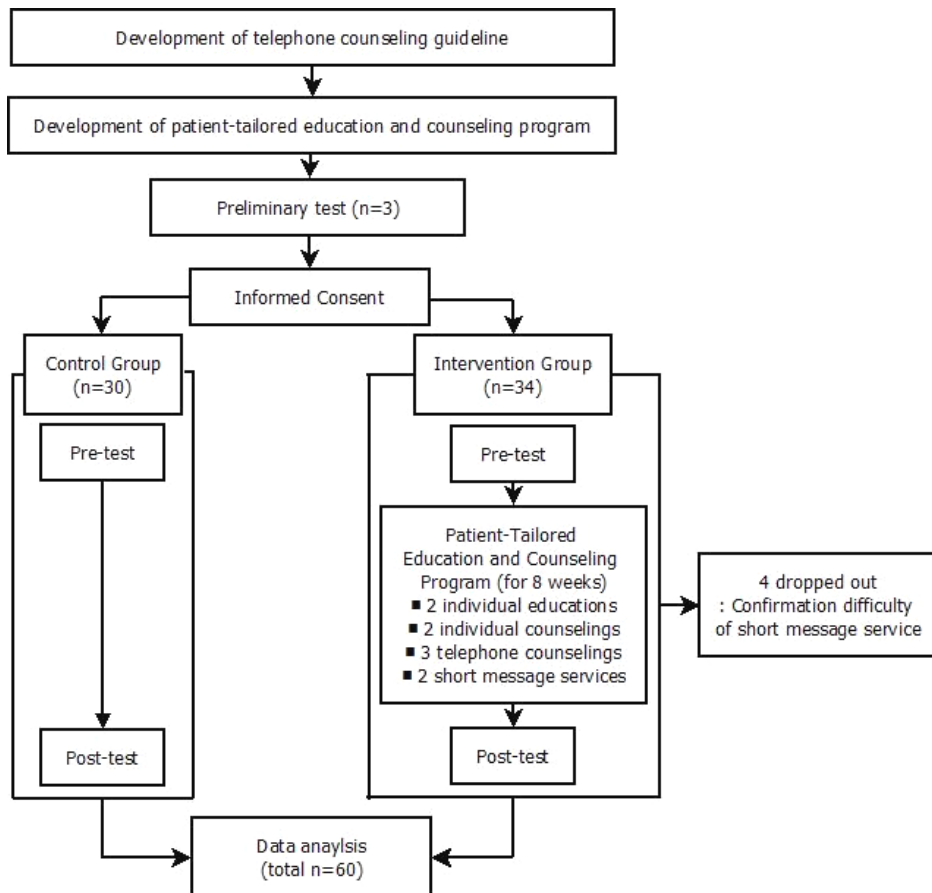 Development of telephone counseling guideline
Development of patient-tailored education and counseling program
Preliminary test (n=3)
Informed Consent
Control Group
(n=30)
Pre-test
Post-test
Intervention Group
(n=34)
Pre-test
Patient-Tailored
Education and Counseling
Program (for 8 weeks)
■ 2 individual educations
■ 2 individual counselings
■ 3 telephone counselings
■ 2 short message services
Post-test
4 dropped out
: Confirmation difficulty
of short message service
Data anaylsis
(total n=60)